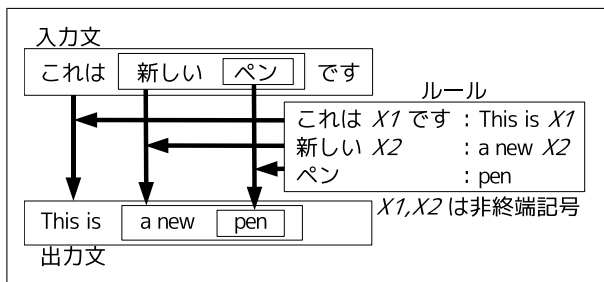 入力文
これは 新しい ペン です
ルール
これは X1 です : This is X1
新しい X2 : a new X2
ペン : pen
X1,X2 は非終端記号
This is a new pen
出力文